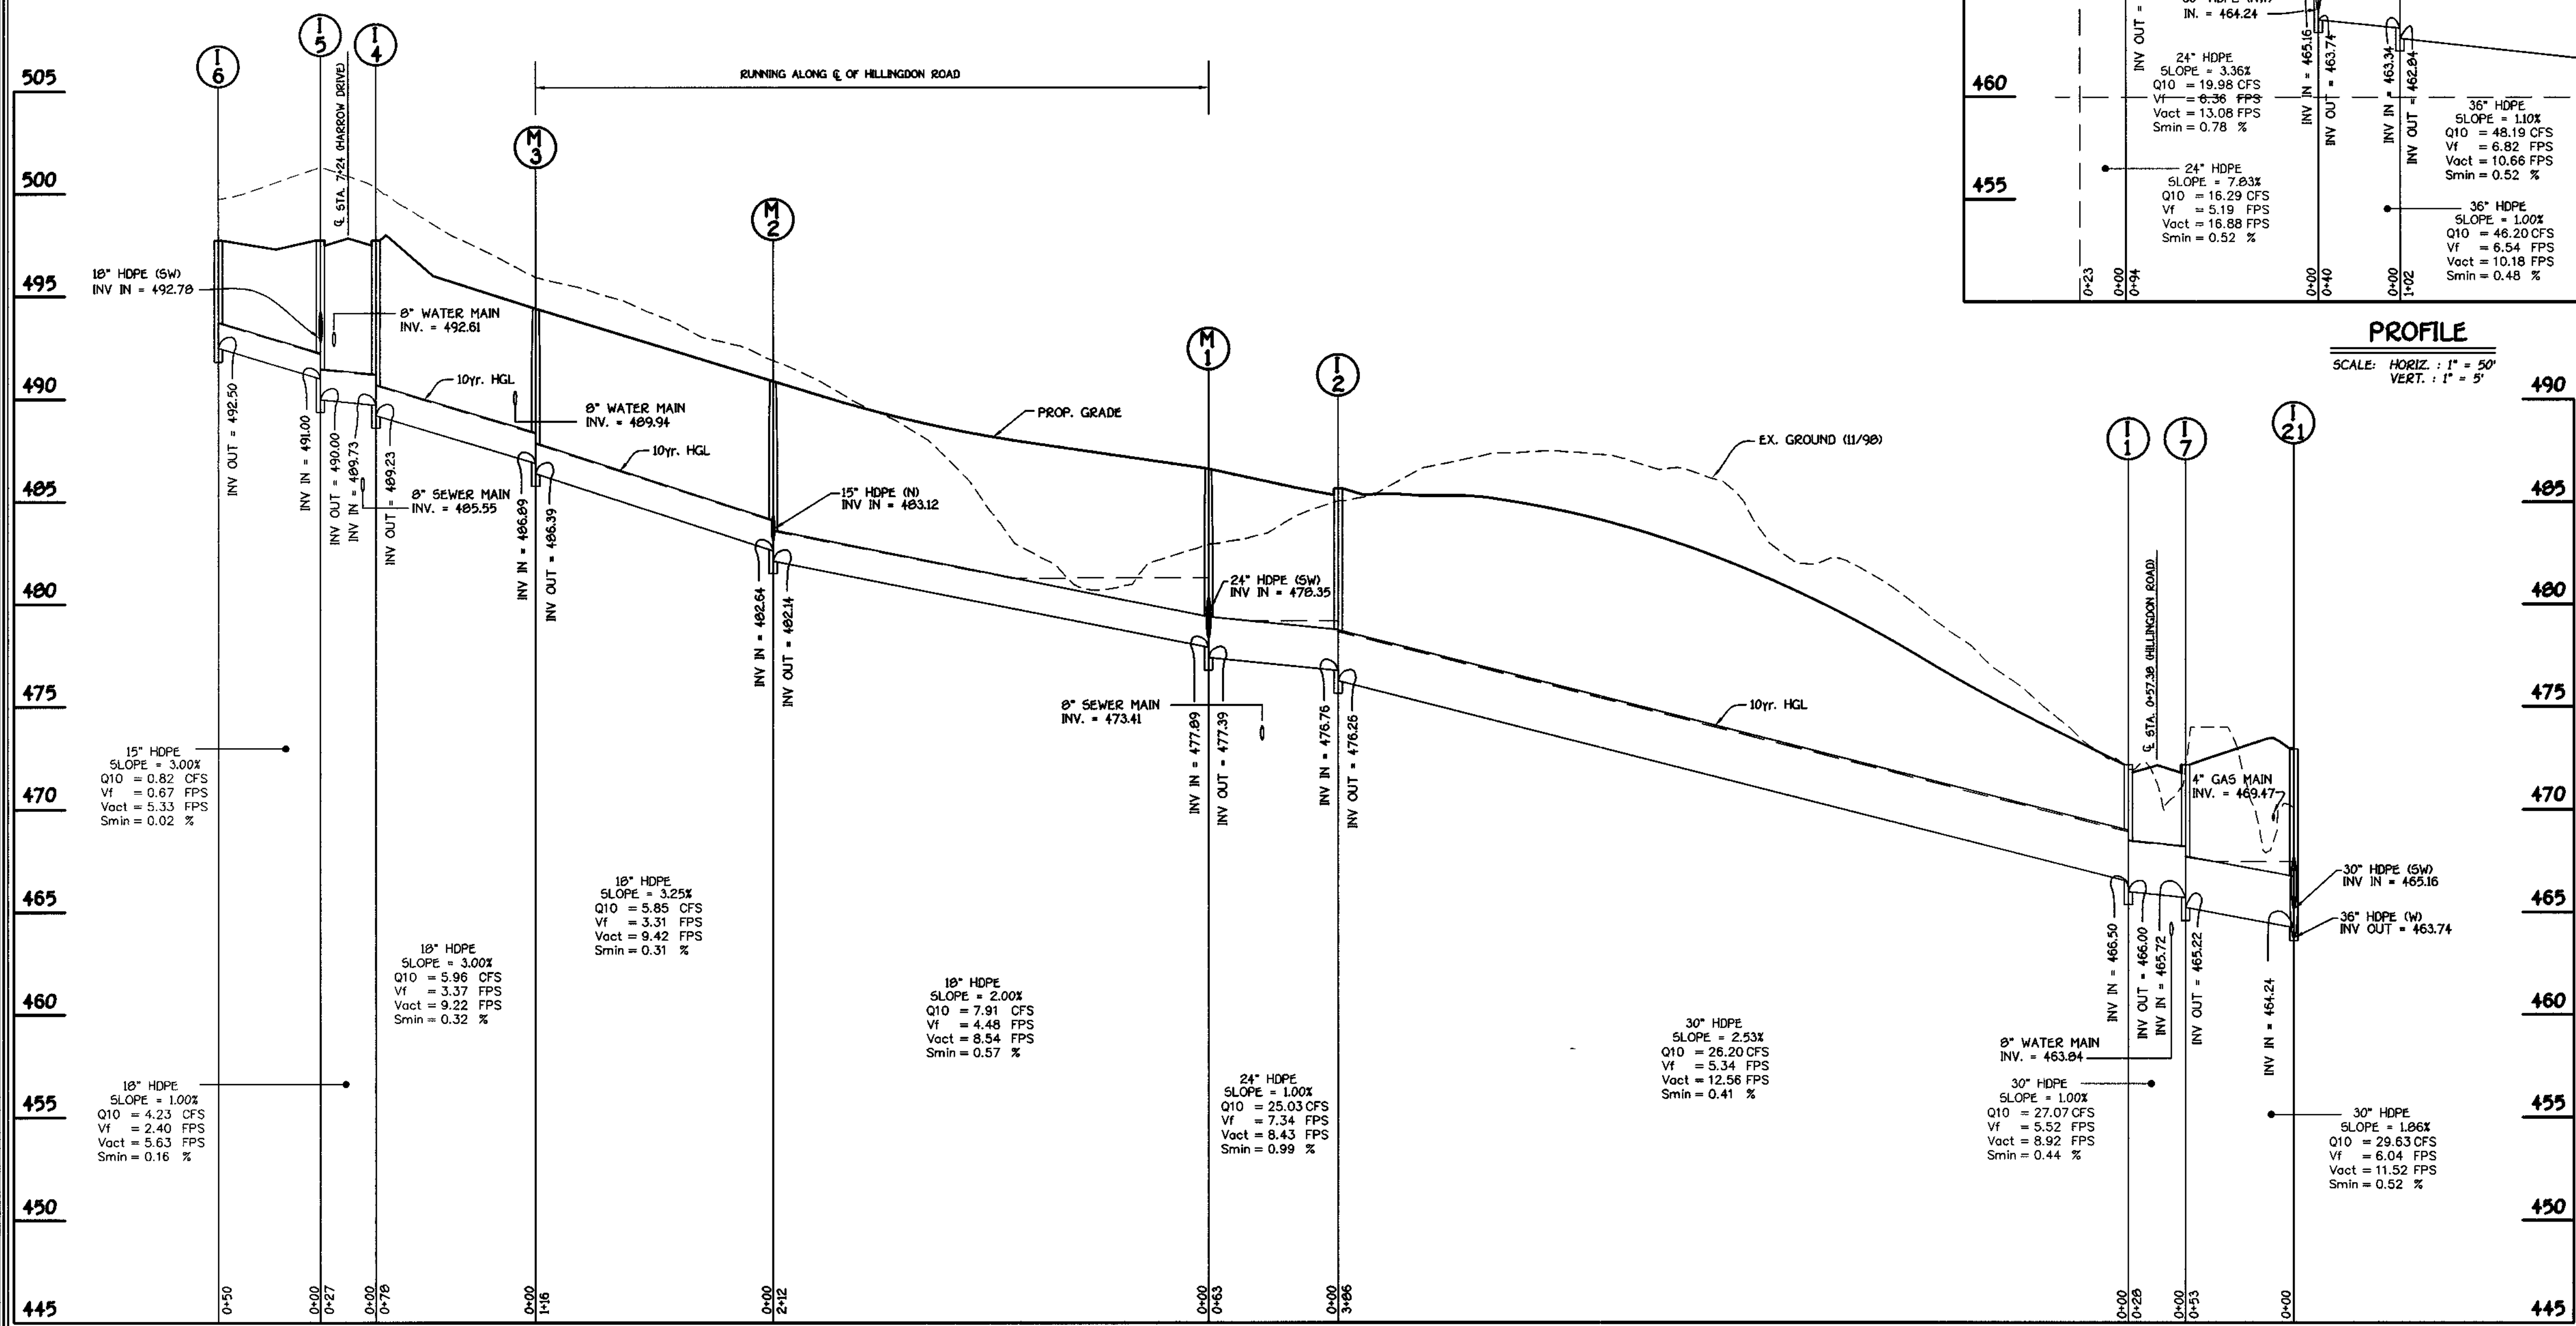 I
6
I
5
I
4
M
3
M
2
M
1
I
2
I
1
I
7
I
21
505
500
495
490
485
480
475
470
465
460
455
450
445
RUNNING ALONG ℄ OF HILLINGDON ROAD
℄ STA. 7+24 (HARROW DRIVE)
18" HDPE (SW)
INV IN = 492.78
8" WATER MAIN
INV. = 492.61
10yr. HGL
8" WATER MAIN
INV. = 489.94
10yr. HGL
8" SEWER MAIN
INV. = 485.55
15" HDPE (N)
INV IN = 483.12
PROP. GRADE
EX. GROUND (11/98)
24" HDPE (SW)
INV IN = 478.35
8" SEWER MAIN
INV. = 473.41
10yr. HGL
℄ STA. 0+57.38 (HILLINGDON ROAD)
4" GAS MAIN
INV. = 469.47
30" HDPE (SW)
INV IN = 465.16
36" HDPE (W)
INV OUT = 463.74
8" WATER MAIN
INV. = 463.84
INV OUT = 492.50
INV IN = 491.00
INV OUT = 490.00
INV IN = 489.73
INV OUT = 489.23
INV IN = 486.89
INV OUT = 486.39
INV IN = 482.64
INV OUT = 482.14
INV IN = 477.89
INV OUT = 477.39
INV IN = 476.76
INV OUT = 476.26
INV IN = 466.50
INV OUT = 466.00
INV IN = 465.72
INV OUT = 465.22
INV IN = 464.24
15" HDPE
SLOPE = 3.00%
Q10 = 0.82 CFS
Vf = 0.67 FPS
Vact = 5.33 FPS
Smin = 0.02 %
18" HDPE
SLOPE = 1.00%
Q10 = 4.23 CFS
Vf = 2.40 FPS
Vact = 5.63 FPS
Smin = 0.16 %
18" HDPE
SLOPE = 3.00%
Q10 = 5.96 CFS
Vf = 3.37 FPS
Vact = 9.22 FPS
Smin = 0.32 %
18" HDPE
SLOPE = 3.25%
Q10 = 5.85 CFS
Vf = 3.31 FPS
Vact = 9.42 FPS
Smin = 0.31 %
18" HDPE
SLOPE = 2.00%
Q10 = 7.91 CFS
Vf = 4.48 FPS
Vact = 8.54 FPS
Smin = 0.57 %
24" HDPE
SLOPE = 1.00%
Q10 = 25.03 CFS
Vf = 7.34 FPS
Vact = 8.43 FPS
Smin = 0.99 %
30" HDPE
SLOPE = 2.53%
Q10 = 26.20 CFS
Vf = 5.34 FPS
Vact = 12.56 FPS
Smin = 0.41 %
30" HDPE
SLOPE = 1.00%
Q10 = 27.07 CFS
Vf = 5.52 FPS
Vact = 8.92 FPS
Smin = 0.44 %
30" HDPE
SLOPE = 1.86%
Q10 = 29.63 CFS
Vf = 6.04 FPS
Vact = 11.52 FPS
Smin = 0.52 %
0+50
0+00
0+27
0+00
0+78
0+00
1+16
0+00
2+12
0+00
0+63
0+00
3+86
0+00
0+28
0+00
0+53
0+00
490
485
480
475
470
465
460
455
450
445
460
455
INV OUT =
IN. = 464.24
24" HDPE
SLOPE = 3.36%
Q10 = 19.98 CFS
Vf = 6.36 FPS
Vact = 13.08 FPS
Smin = 0.78 %
24" HDPE
SLOPE = 7.83%
Q10 = 16.29 CFS
Vf = 5.19 FPS
Vact = 16.88 FPS
Smin = 0.52 %
INV IN = 465.16
INV OUT = 463.74
INV IN = 463.34
INV OUT = 462.84
36" HDPE
SLOPE = 1.10%
Q10 = 48.19 CFS
Vf = 6.82 FPS
Vact = 10.66 FPS
Smin = 0.52 %
36" HDPE
SLOPE = 1.00%
Q10 = 46.20 CFS
Vf = 6.54 FPS
Vact = 10.18 FPS
Smin = 0.48 %
0+23
0+00
0+94
0+00
0+40
0+00
1+02
PROFILE
SCALE: HORIZ. : 1" = 50'
VERT. : 1" = 5'